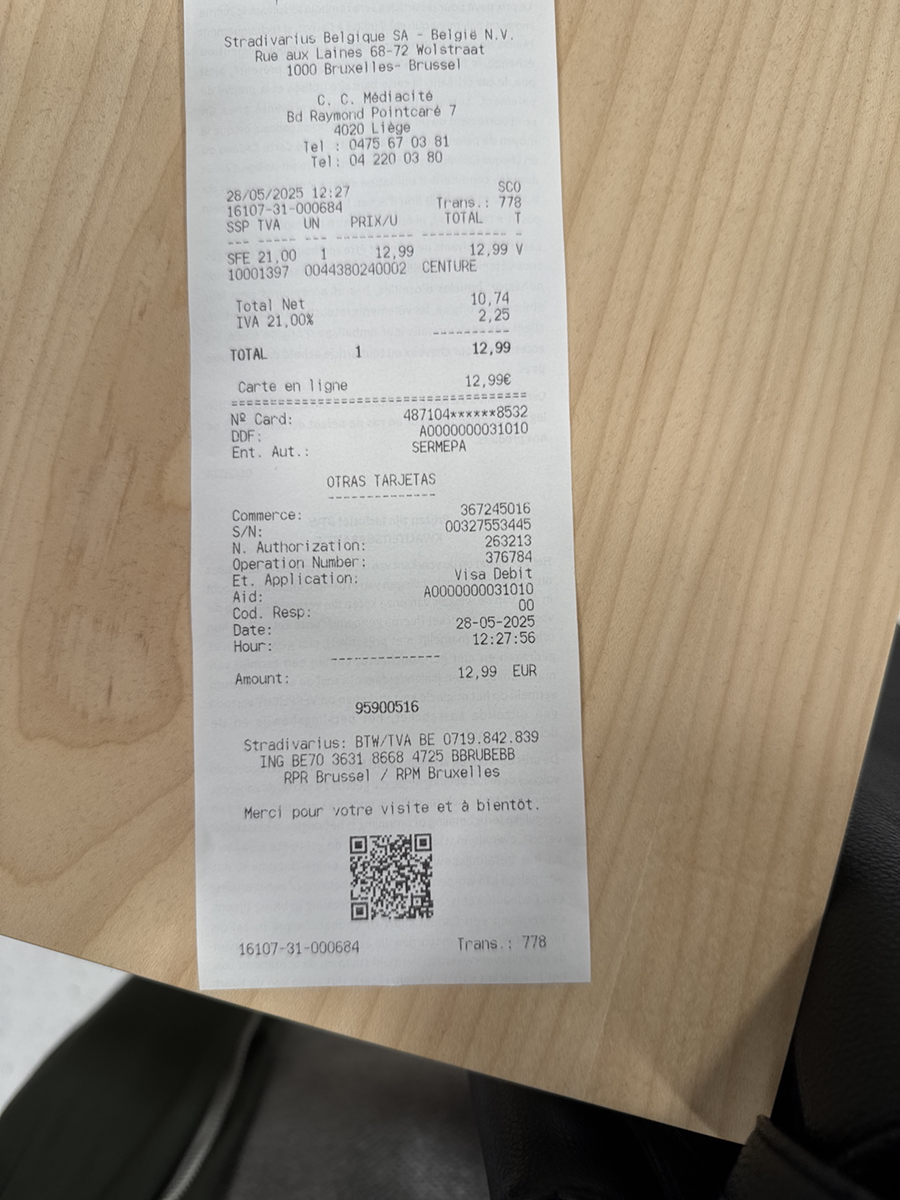 Stradivarius Belgique SA - België N.V.
Rue aux Laines 68-72 Wolstraat
1000 Bruxelles- Brussel
C. C. Médiacité
Bd Raymond Pointcaré 7
4020 Liège
Tel : 0475 67 03 81
Tel: 04 220 03 80
28/05/2025 12:27 SCO
16107-31-000684 Trans.: 778
SSP TVA UN PRIX/U TOTAL T
--- ----- --- ---------- ----------- -
SFE 21,00 1 12,99 12,99 V
10001397 0044380240002 CENTURE
Total Net 10,74
IVA 21,00% 2,25
----------
TOTAL 1 12,99
Carte en ligne 12,99€
======================================
Nº Card: 487104******8532
DDF: A0000000031010
Ent. Aut.: SERMEPA
OTRAS TARJETAS
--------------
Commerce: 367245016
S/N: 00327553445
N. Authorization: 263213
Operation Number: 376784
Et. Application: Visa Debit
Aid: A0000000031010
Cod. Resp: 00
Date: 28-05-2025
Hour: 12:27:56
--------------
Amount: 12,99 EUR
95900516
Stradivarius: BTW/TVA BE 0719.842.839
ING BE70 3631 8668 4725 BBRUBEBB
RPR Brussel / RPM Bruxelles
Merci pour votre visite et à bientôt.
16107-31-000684 Trans.: 778